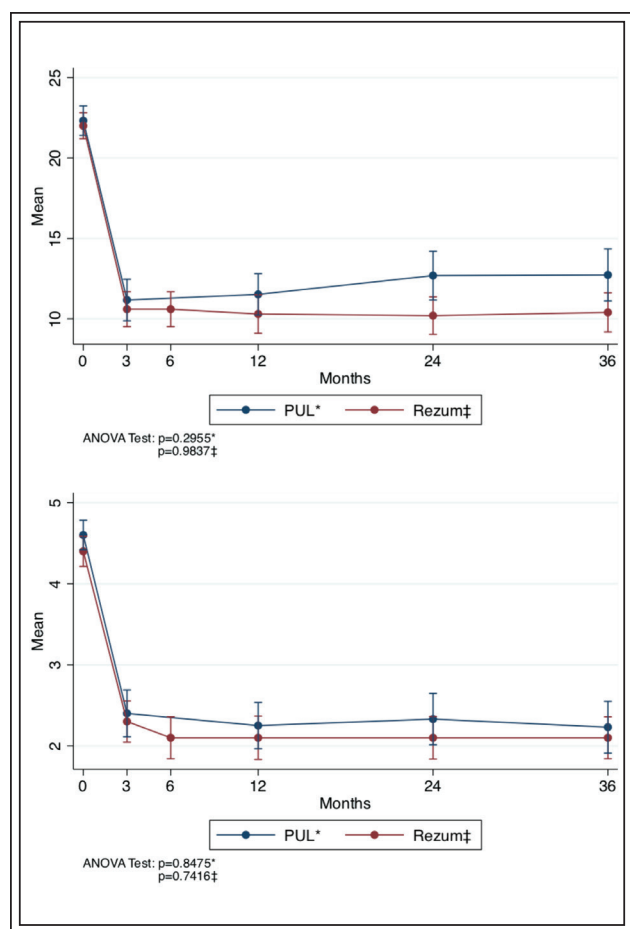 25
20
15
10
Mean
0 3 6 12 24 36
Months
PUL* Rezum‡
ANOVA Test: p=0.2955*
p=0.9837‡
5
4
3
2
Mean
0 3 6 12 24 36
Months
PUL* Rezum‡
ANOVA Test: p=0.8475*
p=0.7416‡